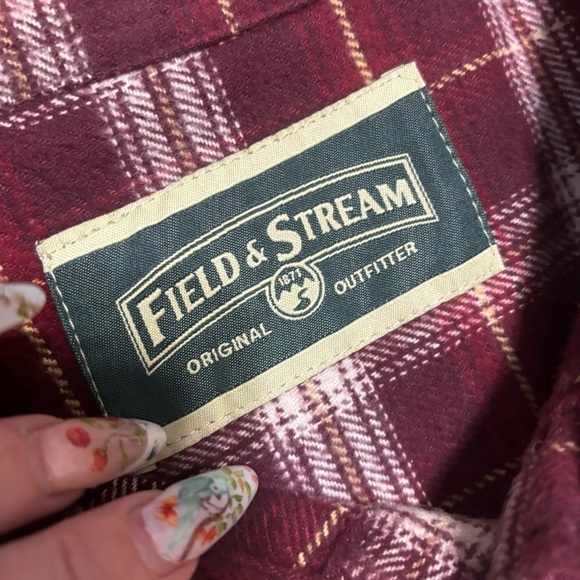 FIELD & STREAM
1871
ORIGINAL OUTFITTER